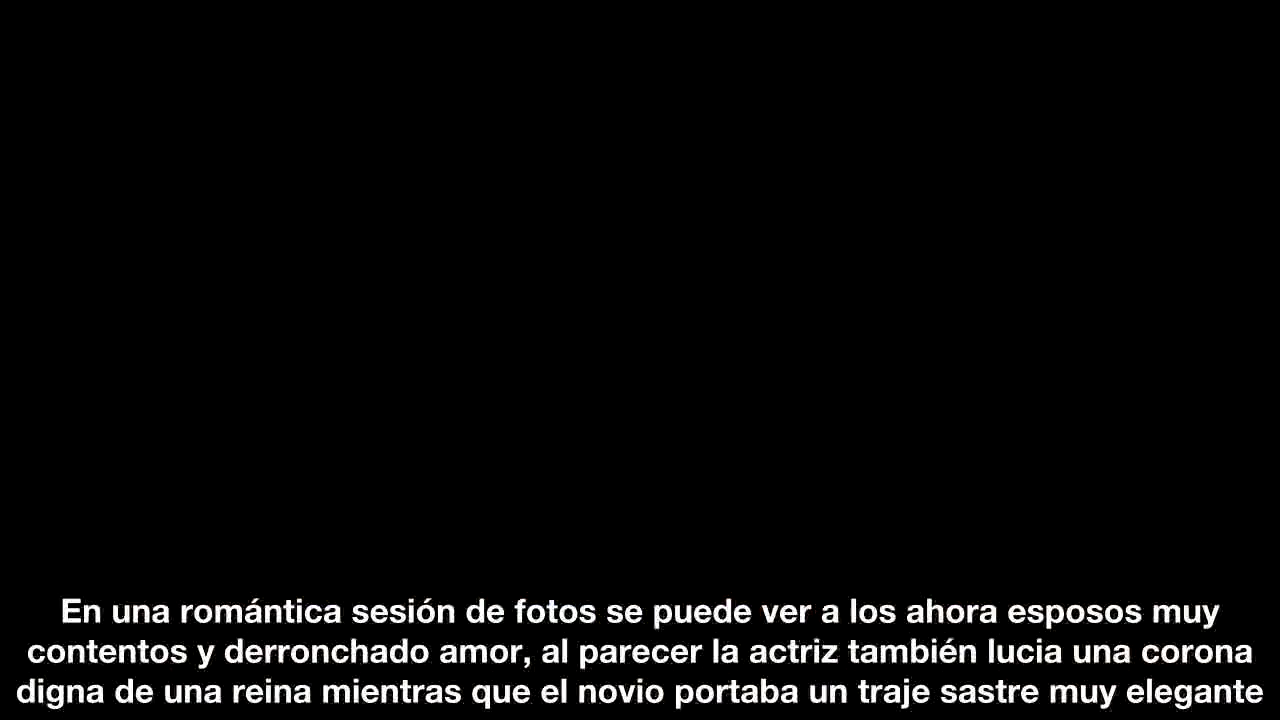 En una romántica sesión de fotos se puede ver a los ahora esposos muy
contentos y derronchado amor, al parecer la actriz también lucia una corona
digna de una reina mientras que el novio portaba un traje sastre muy elegante